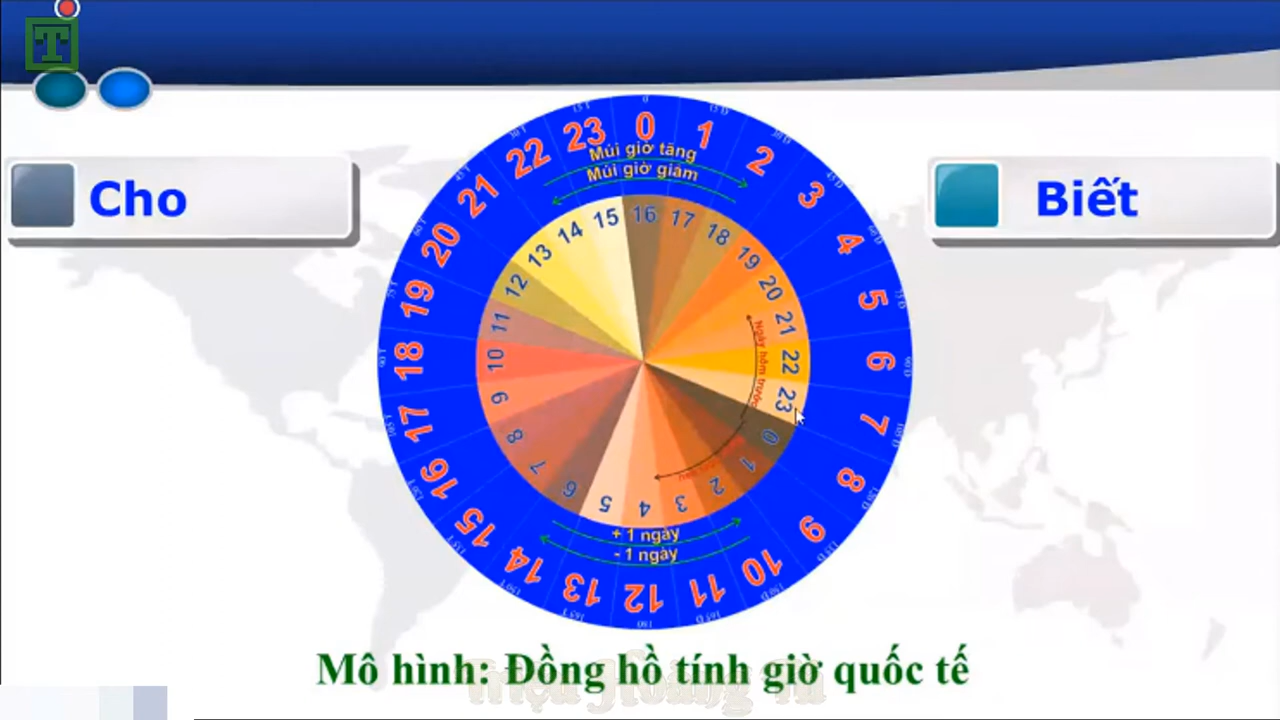 T
Cho
Biết
0 1 2 3 4 5 6 7 8 9 10 11 12 13 14 15 16 17 18 19 20 21 22 23
Múi giờ tăng
Múi giờ giảm
16 17 18 19 20 21 22 23 0 1 2 3 4 5 6 7 8 9 10 11 12 13 14 15
Ngày hôm trước
+ 1 ngày
- 1 ngày
Mô hình: Đồng hồ tính giờ quốc tế